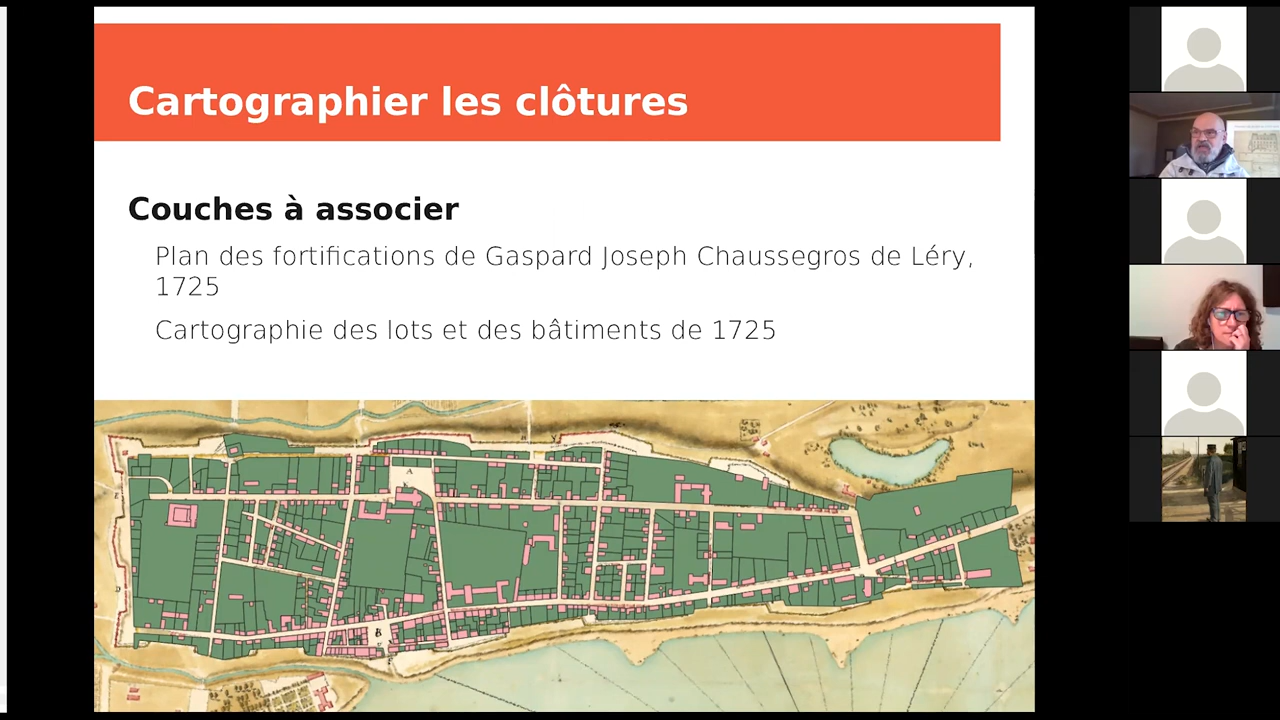 Cartographier les clôtures
Couches à associer
Plan des fortifications de Gaspard Joseph Chaussegros de Léry,
1725
Cartographie des lots et des bâtiments de 1725
A
B